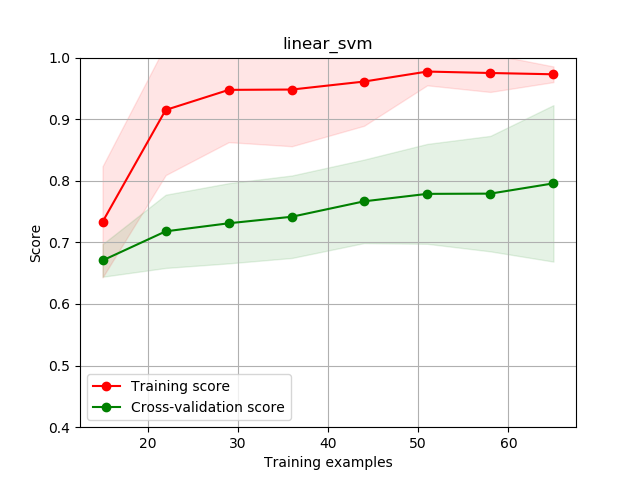 linear_svm
1.0
0.9
0.8
0.7
0.6
0.5
0.4
Score
Training score
Cross-validation score
20 30 40 50 60
Training examples